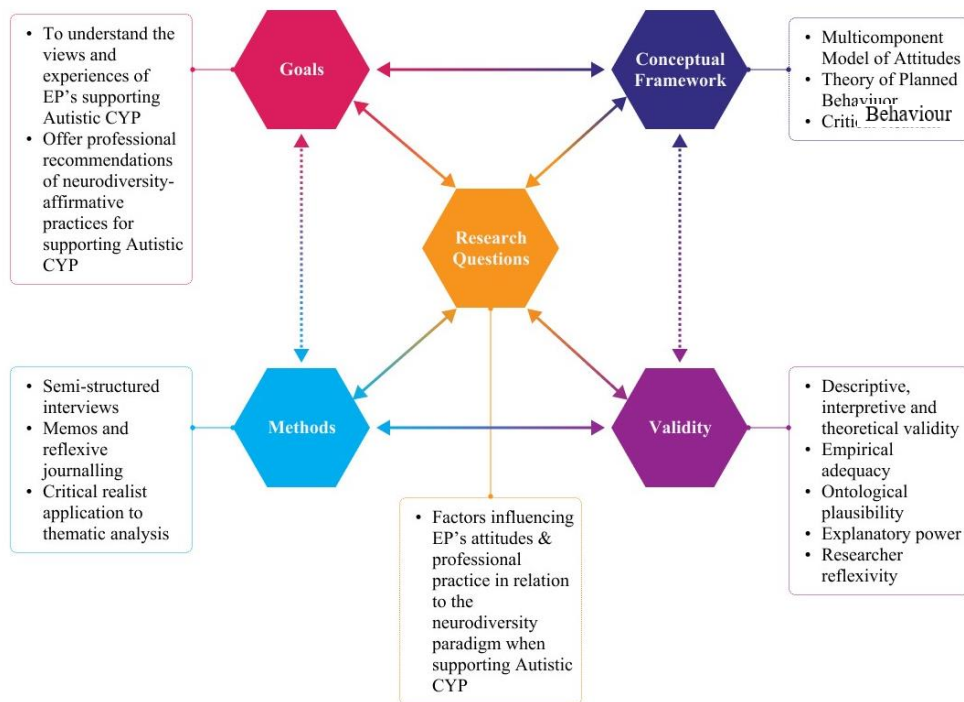 • To understand the
views and
experiences of
EP's supporting
Autistic CYP
• Offer professional
recommendations
of neurodiversity-
affirmative
practices for
supporting Autistic
CYP
Goals
Conceptual
Framework
• Multicomponent
Model of Attitudes
• Theory of Planned
Behaviour
•
Research
Questions
• Semi-structured
interviews
• Memos and
reflexive
journalling
• Critical realist
application to
thematic analysis
Methods
Validity
• Descriptive,
interpretive and
theoretical validity
• Empirical
adequacy
• Ontological
plausibility
• Explanatory power
• Researcher
reflexivity
• Factors influencing
EP's attitudes &
professional
practice in relation
to the
neurodiversity
paradigm when
supporting Autistic
CYP